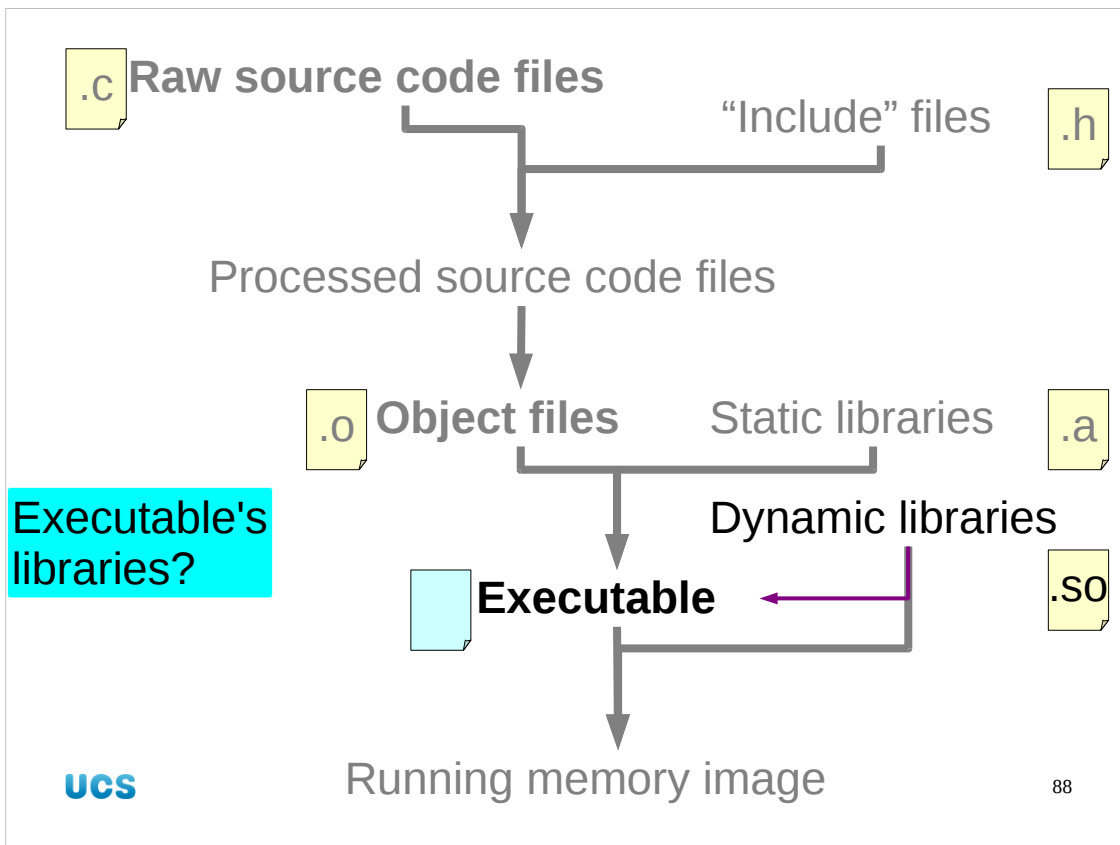 .c
Raw source code files
“Include” files
.h
Processed source code files
.o
Object files
Static libraries
.a
Executable's
libraries?
Dynamic libraries
Executable
.so
Running memory image
UCS
88